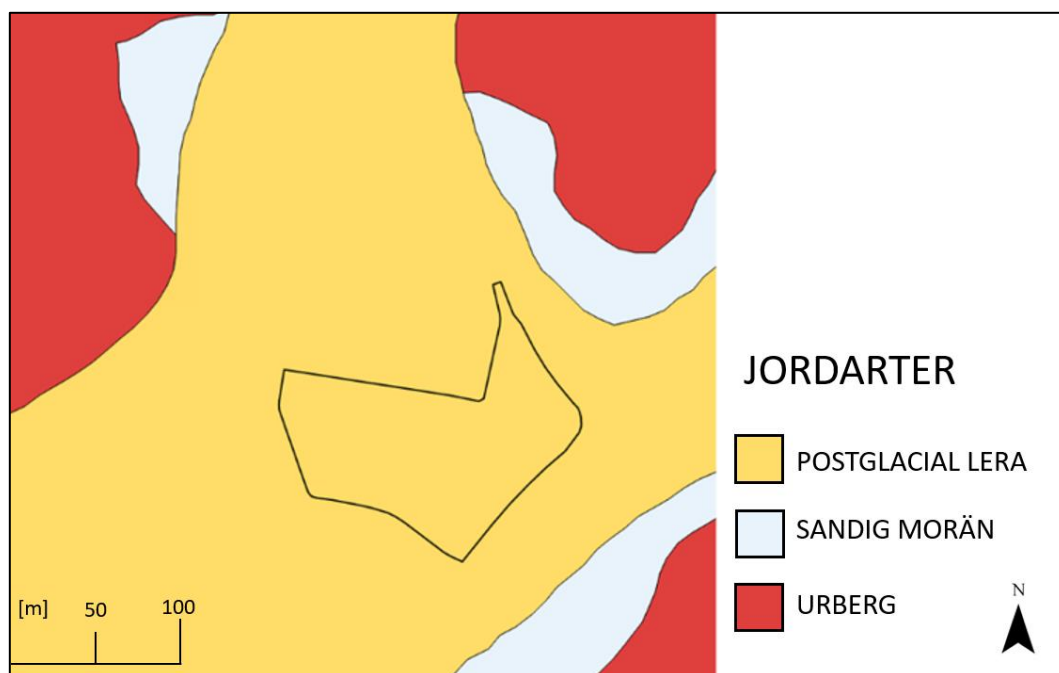 JORDARTER
POSTGLACIAL LERA
SANDIG MORÄN
URBERG
N
[m] 50 100